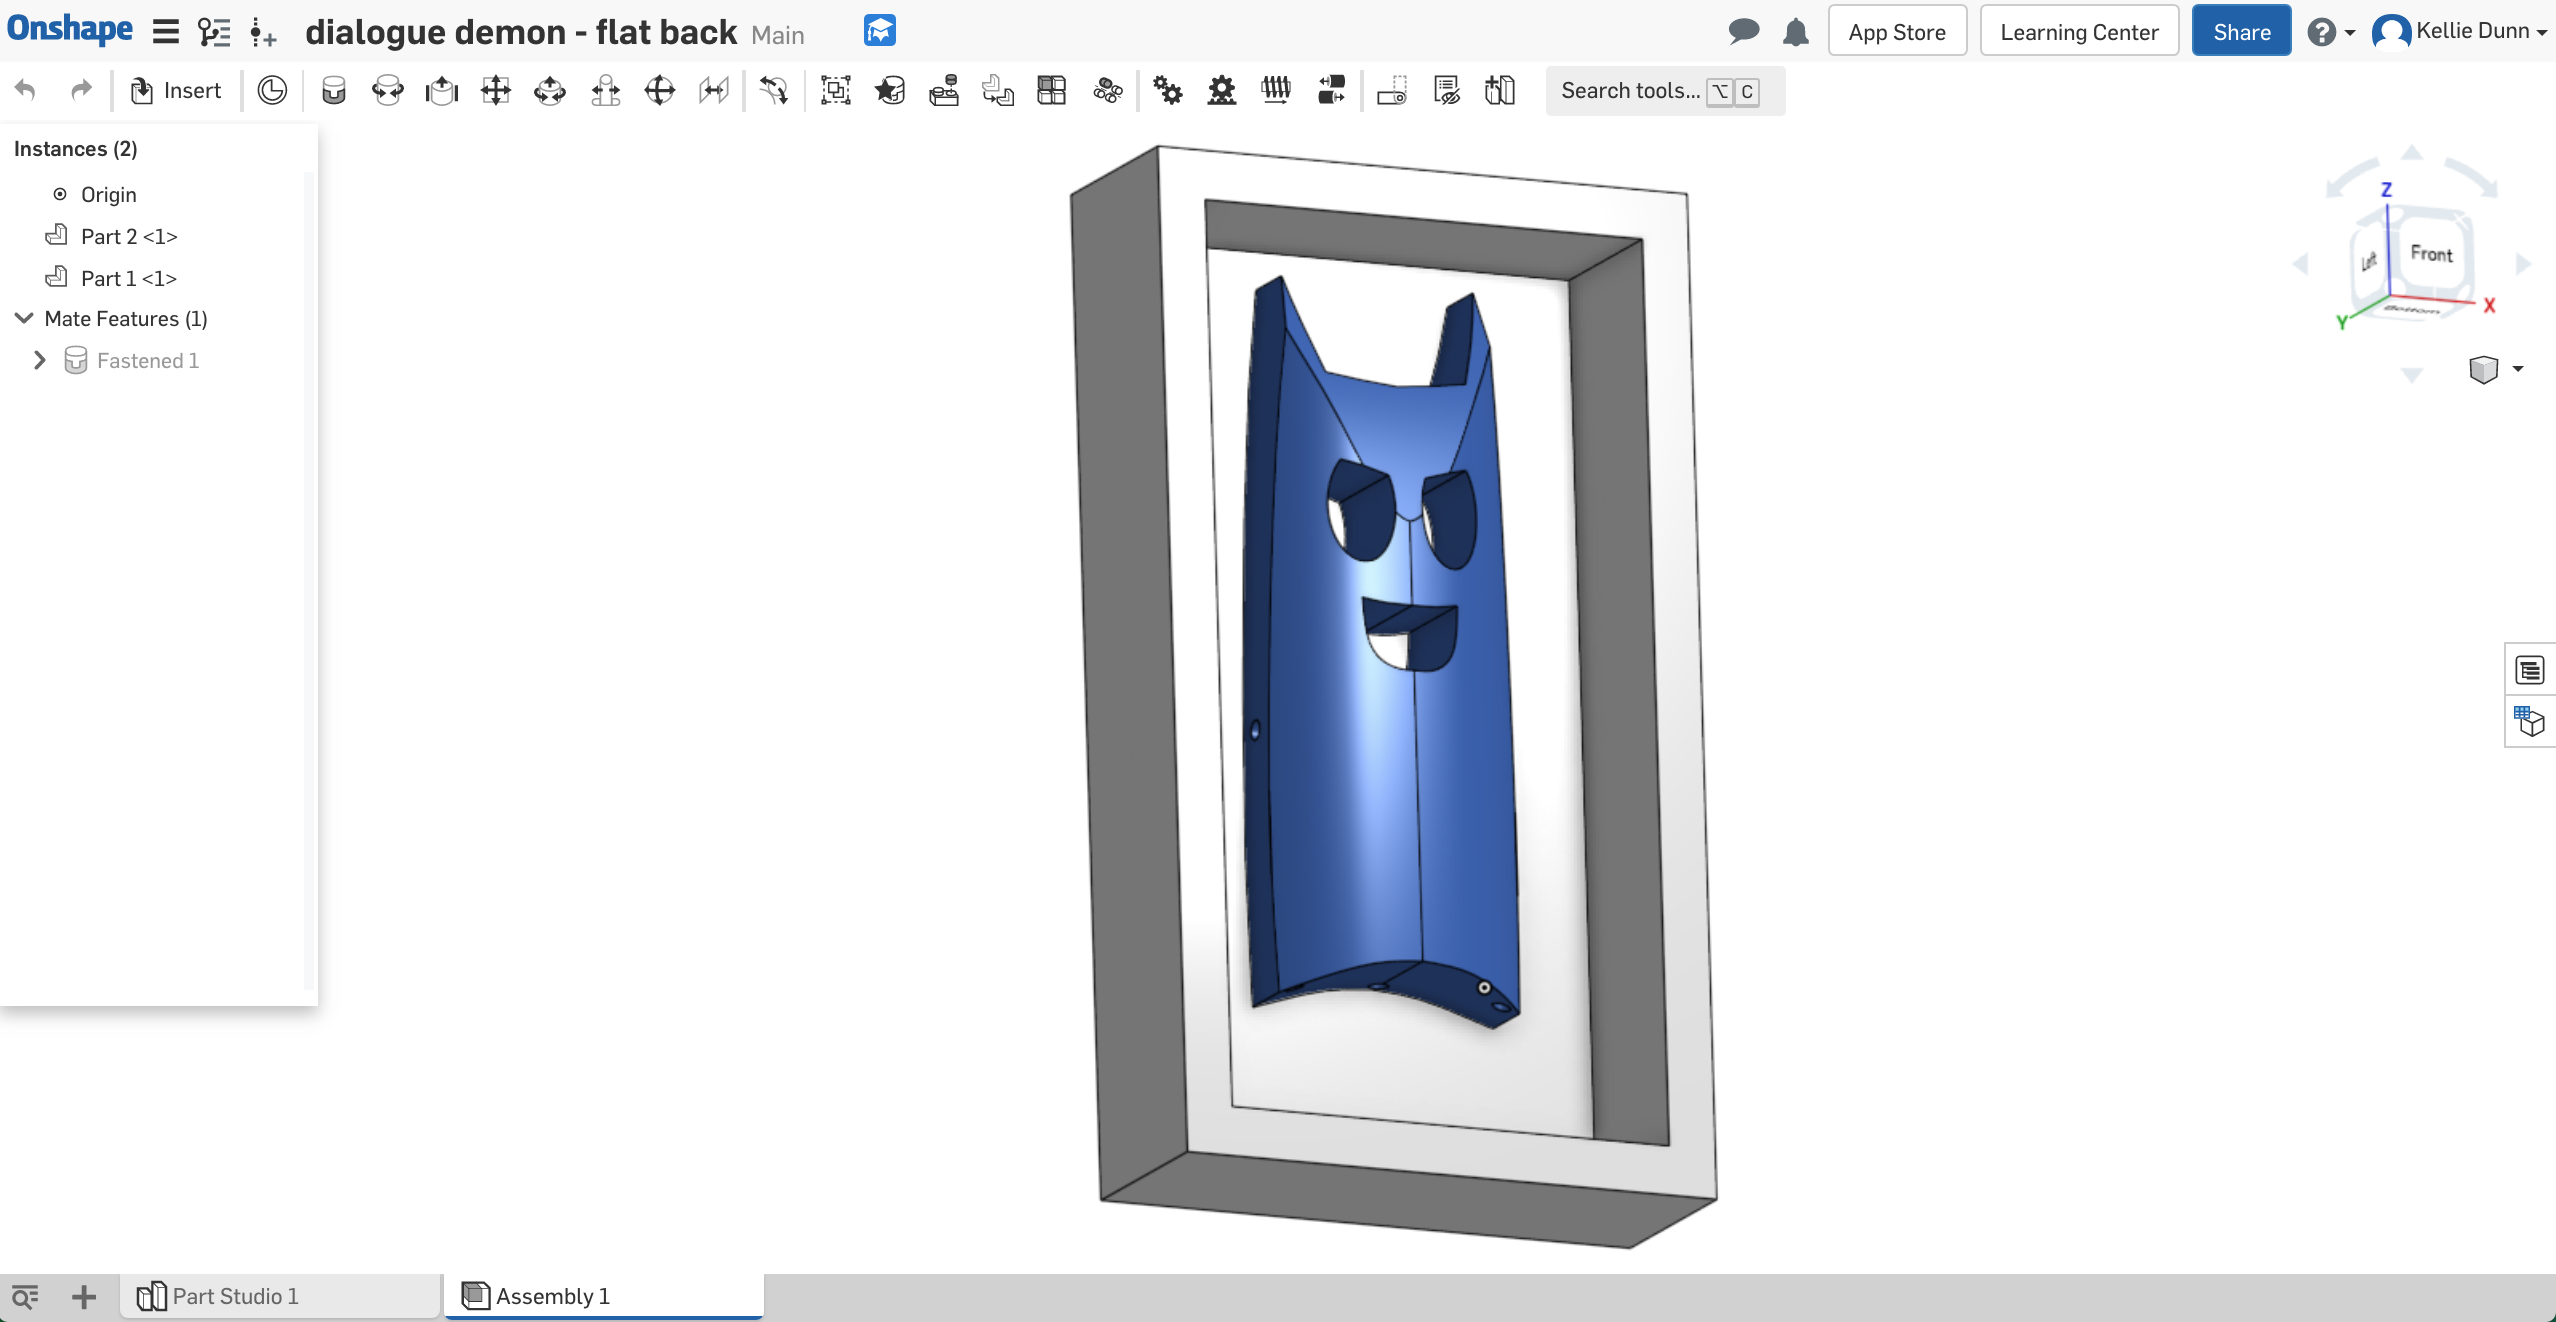 Onshape dialogue demon - flat back Main App Store Learning Center Share Kellie Dunn
Insert Search tools... ⌥ C
Instances (2)
Origin
Part 2 <1>
Part 1 <1>
Mate Features (1)
Fastened 1
Z
Left Front
X
Bottom
Y
Part Studio 1 Assembly 1